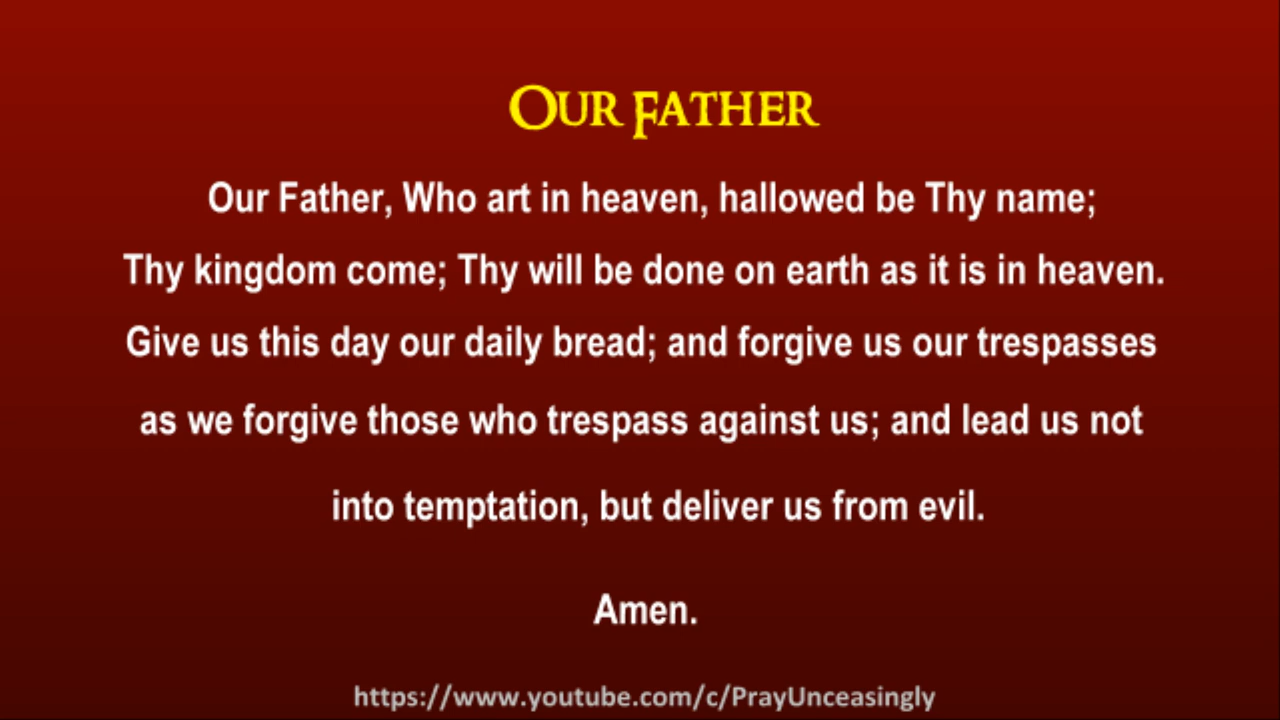 OUR FATHER
Our Father, Who art in heaven, hallowed be Thy name;
Thy kingdom come; Thy will be done on earth as it is in heaven.
Give us this day our daily bread; and forgive us our trespasses
as we forgive those who trespass against us; and lead us not
into temptation, but deliver us from evil.
Amen.
https://www.youtube.com/c/PrayUnceasingly